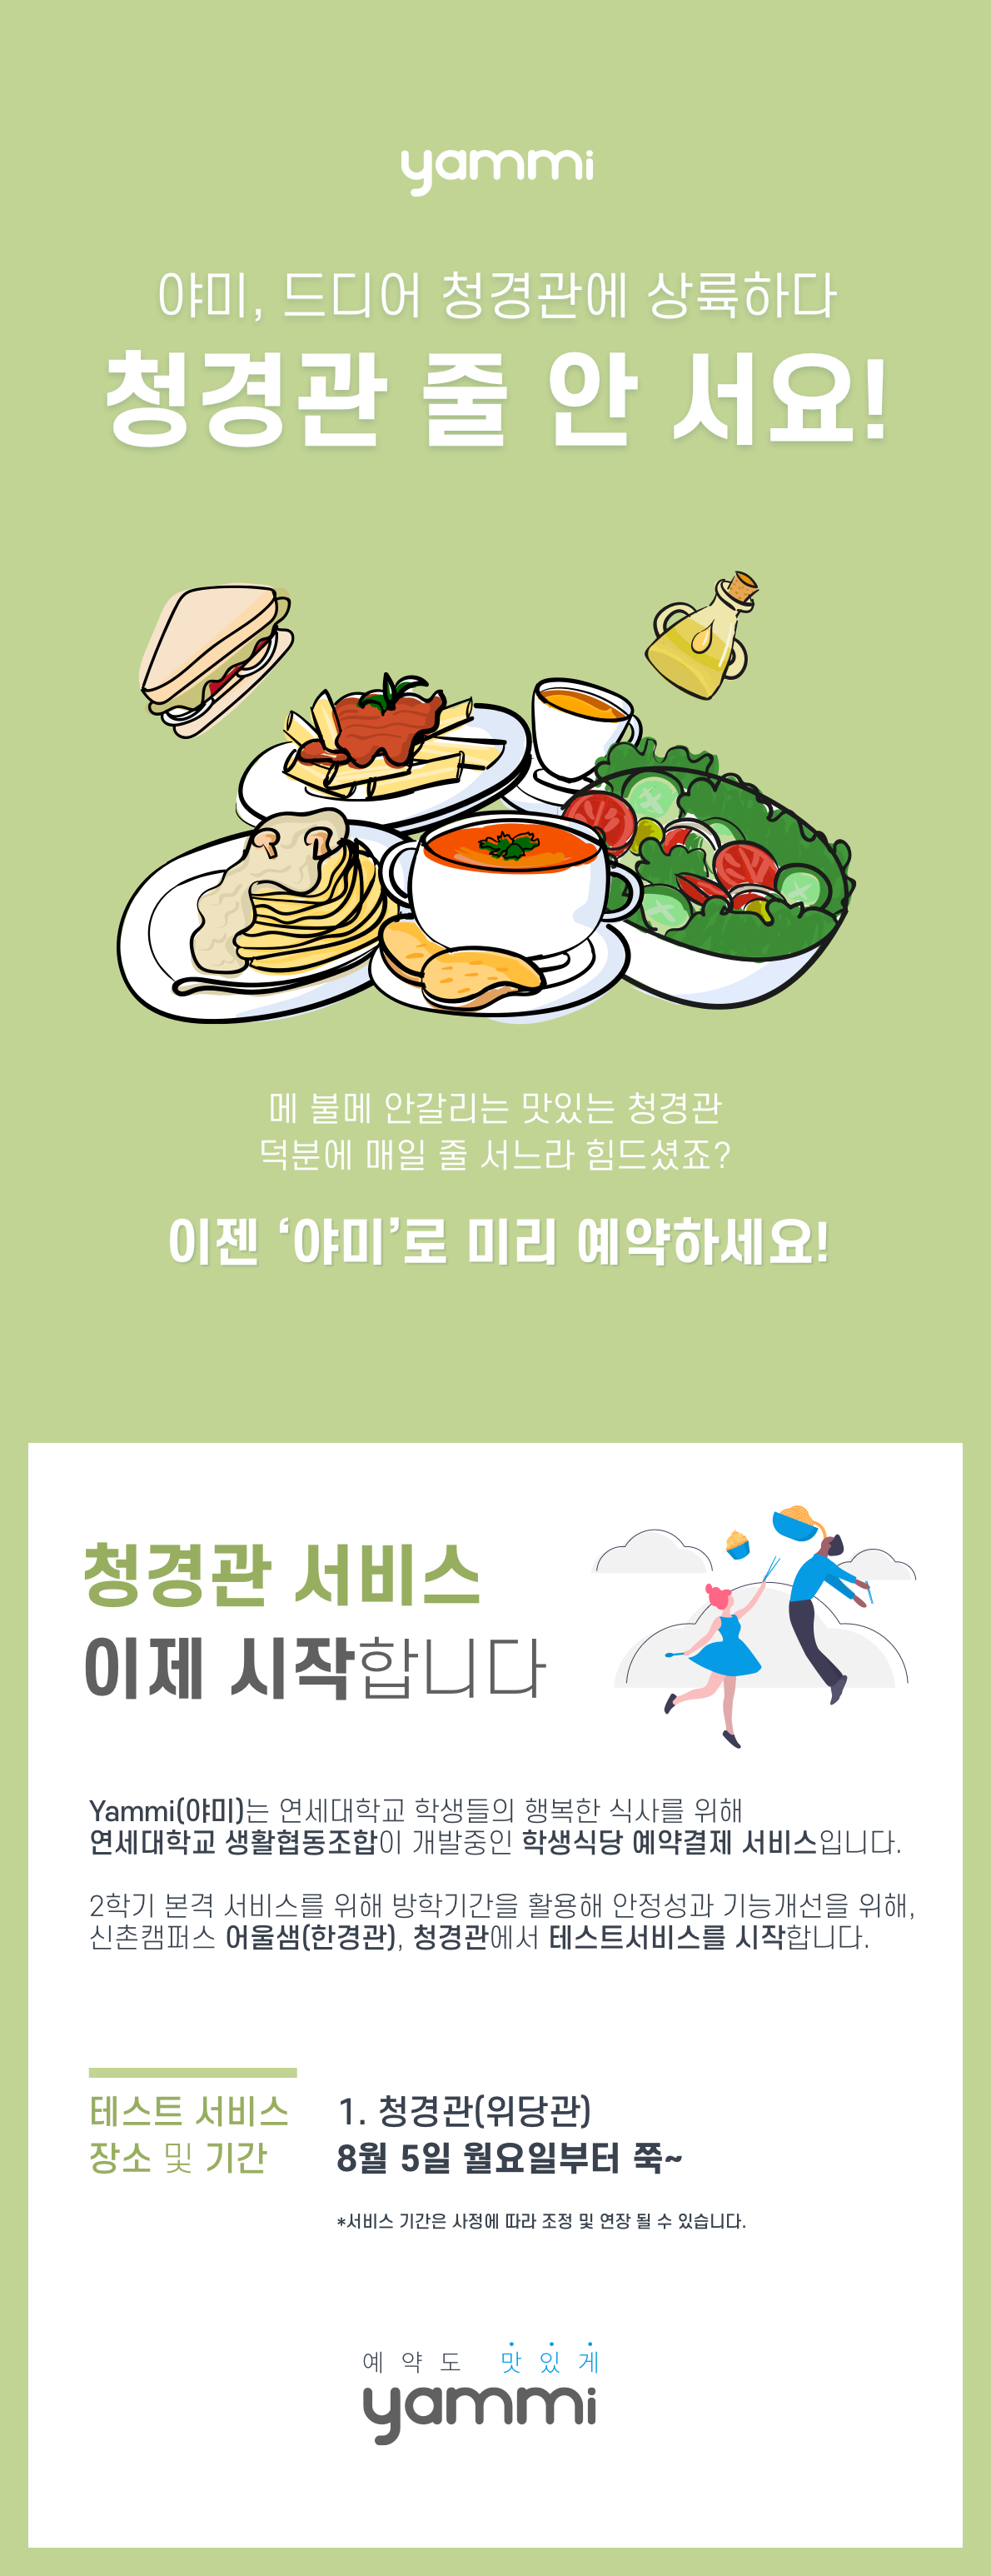 yammi
야미, 드디어 청경관에 상륙하다
청경관 줄 안 서요!
메 불메 안갈리는 맛있는 청경관
덕분에 매일 줄 서느라 힘드셨죠?
이젠 ‘야미’로 미리 예약하세요!
청경관 서비스
이제 시작합니다
Yammi(야미)는 연세대학교 학생들의 행복한 식사를 위해
연세대학교 생활협동조합이 개발중인 학생식당 예약결제 서비스입니다.
2학기 본격 서비스를 위해 방학기간을 활용해 안정성과 기능개선을 위해,
신촌캠퍼스 어울샘(한경관), 청경관에서 테스트서비스를 시작합니다.
테스트 서비스
장소 및 기간
1. 청경관(위당관)
8월 5일 월요일부터 쭉~
*서비스 기간은 사정에 따라 조정 및 연장 될 수 있습니다.
예약도 맛있게
yammi